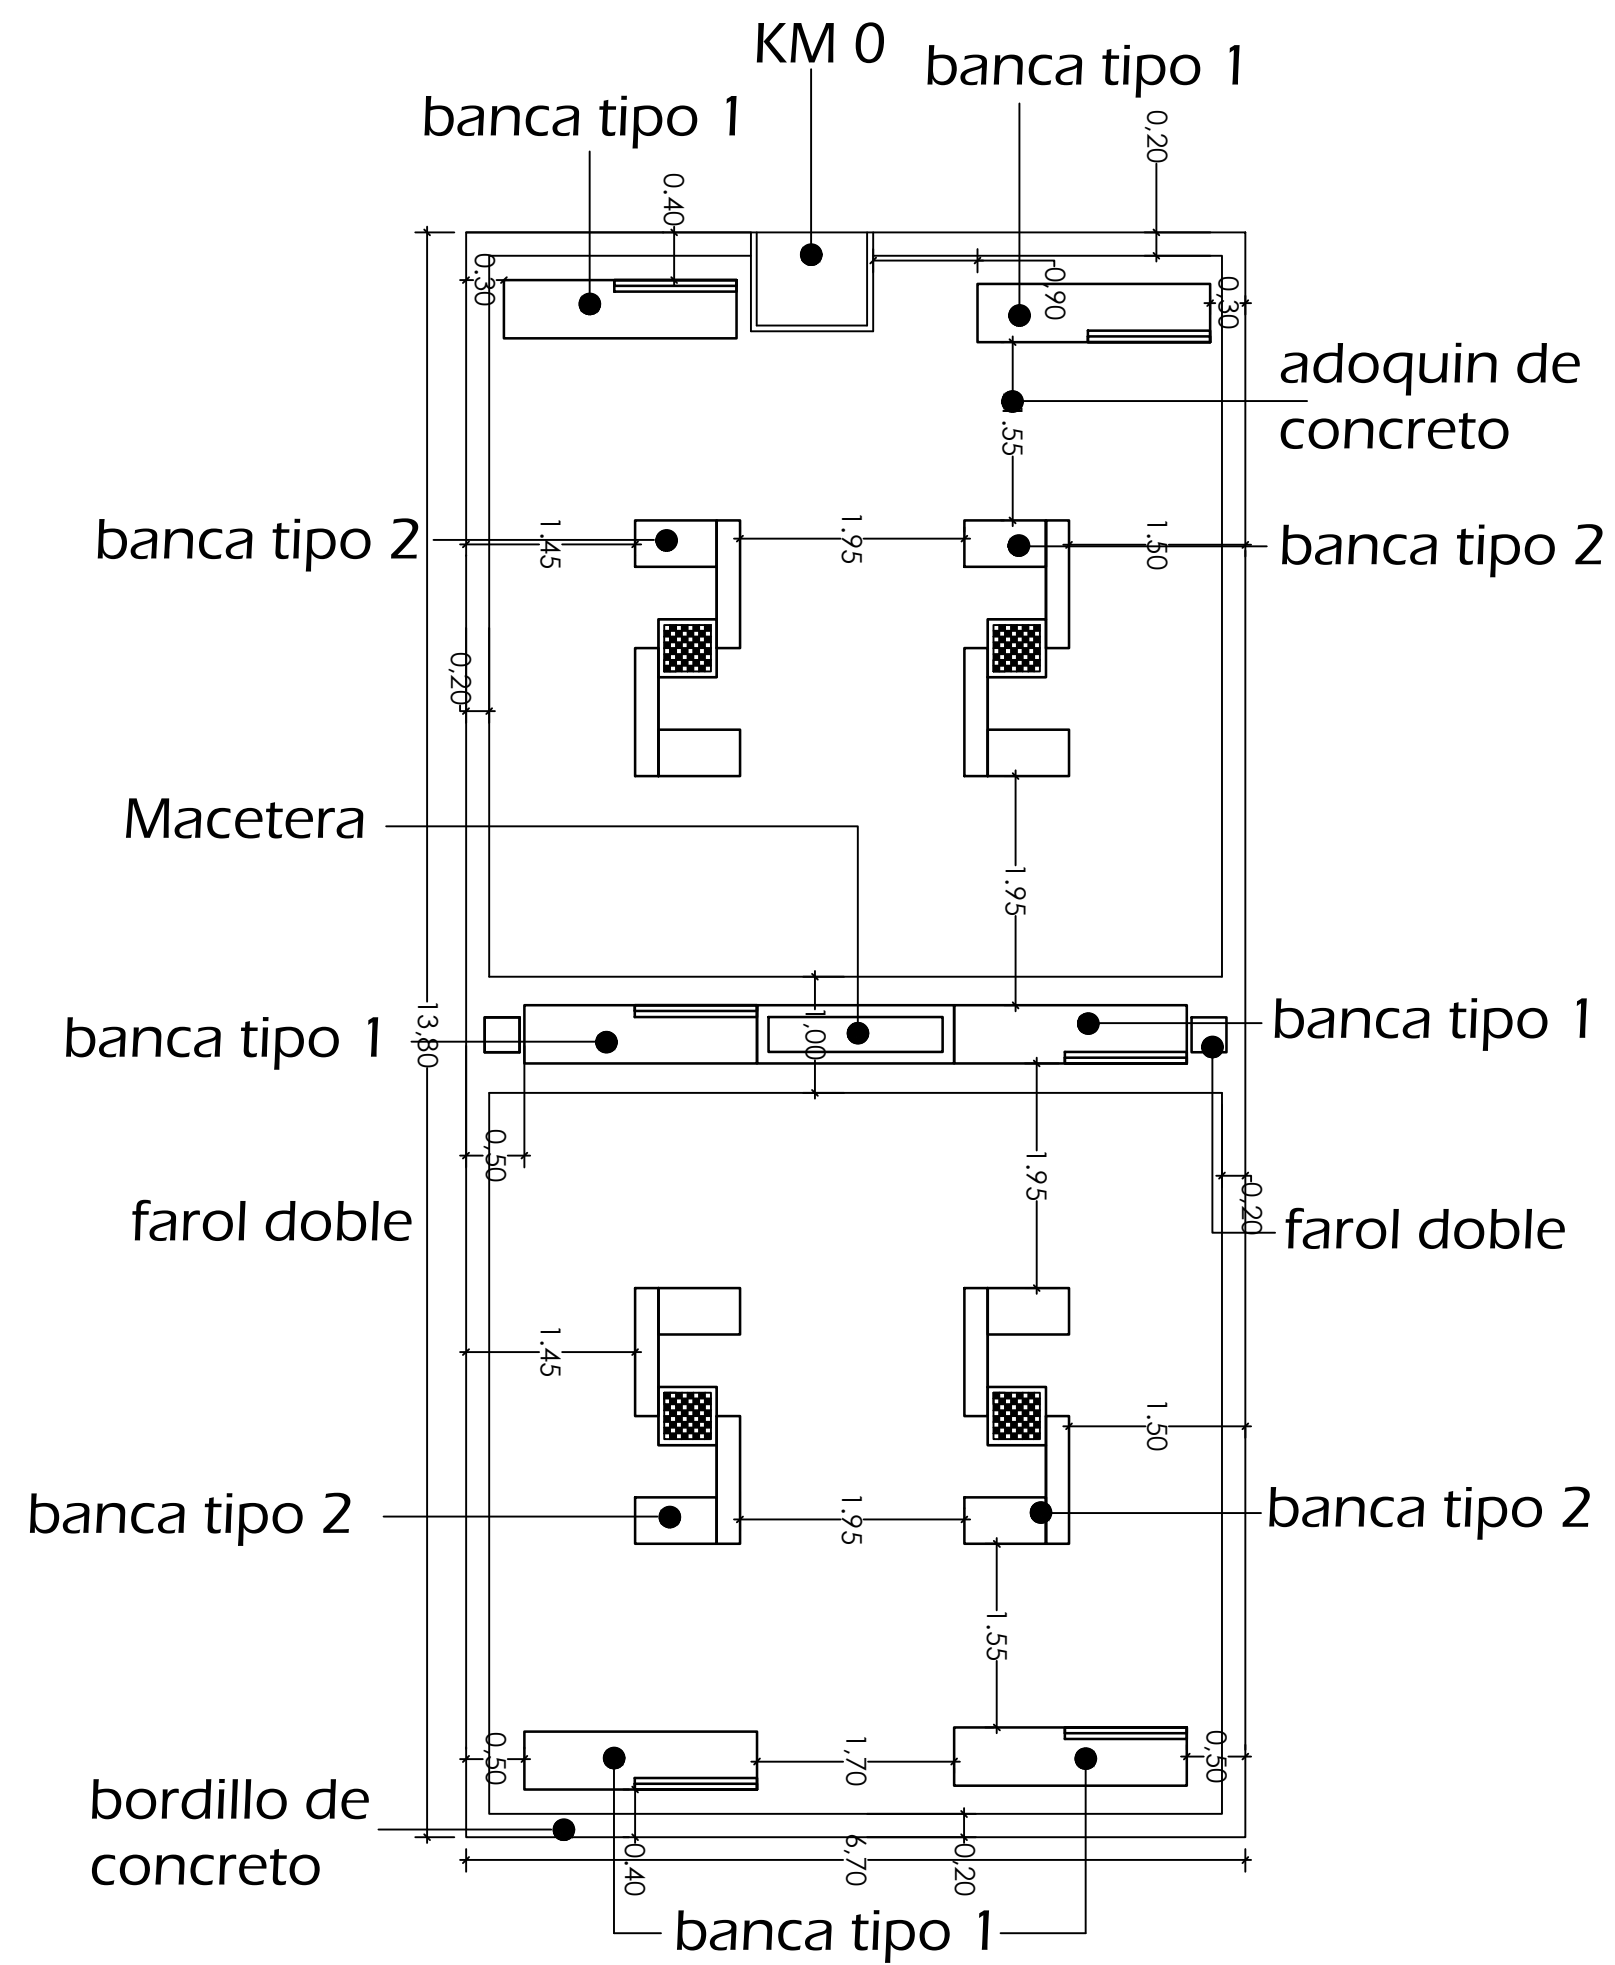 KM 0
banca tipo 1
banca tipo 1
0,20
0.40
0.30
0,90
0,30
adoquin de
concreto
.55
banca tipo 2
1.45
1.95
1.50
banca tipo 2
0,20
Macetera
1.95
banca tipo 1
13,80
1,00
banca tipo 1
0,50
1.95
0,20
farol doble
farol doble
1.45
1.50
banca tipo 2
1.95
banca tipo 2
1.55
0,50
1,70
0,50
bordillo de
concreto
0.40
6,70
0,20
banca tipo 1